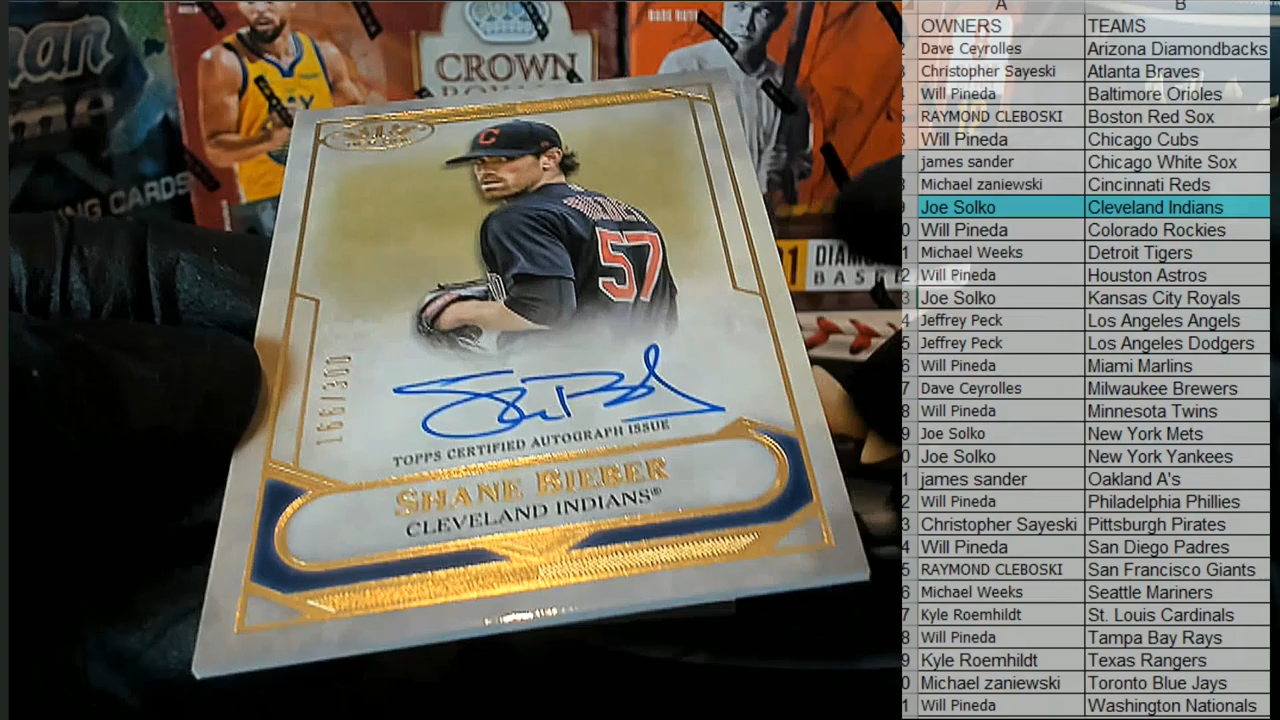 CROWN
NG CARDS
DIAM
BASE
C
57
166/300
TOPPS CERTIFIED AUTOGRAPH ISSUE
SHANE BIEBER
CLEVELAND INDIANS®
A B
OWNERS TEAMS
Dave Ceyrolles Arizona Diamondbacks
Christopher Sayeski Atlanta Braves
Will Pineda Baltimore Orioles
RAYMOND CLEBOSKI Boston Red Sox
Will Pineda Chicago Cubs
james sander Chicago White Sox
Michael zaniewski Cincinnati Reds
Joe Solko Cleveland Indians
Will Pineda Colorado Rockies
Michael Weeks Detroit Tigers
Will Pineda Houston Astros
Joe Solko Kansas City Royals
Jeffrey Peck Los Angeles Angels
Jeffrey Peck Los Angeles Dodgers
Will Pineda Miami Marlins
Dave Ceyrolles Milwaukee Brewers
Will Pineda Minnesota Twins
Joe Solko New York Mets
Joe Solko New York Yankees
james sander Oakland A's
Will Pineda Philadelphia Phillies
Christopher Sayeski Pittsburgh Pirates
Will Pineda San Diego Padres
RAYMOND CLEBOSKI San Francisco Giants
Michael Weeks Seattle Mariners
Kyle Roemhildt St. Louis Cardinals
Will Pineda Tampa Bay Rays
Kyle Roemhildt Texas Rangers
Michael zaniewski Toronto Blue Jays
Will Pineda Washington Nationals